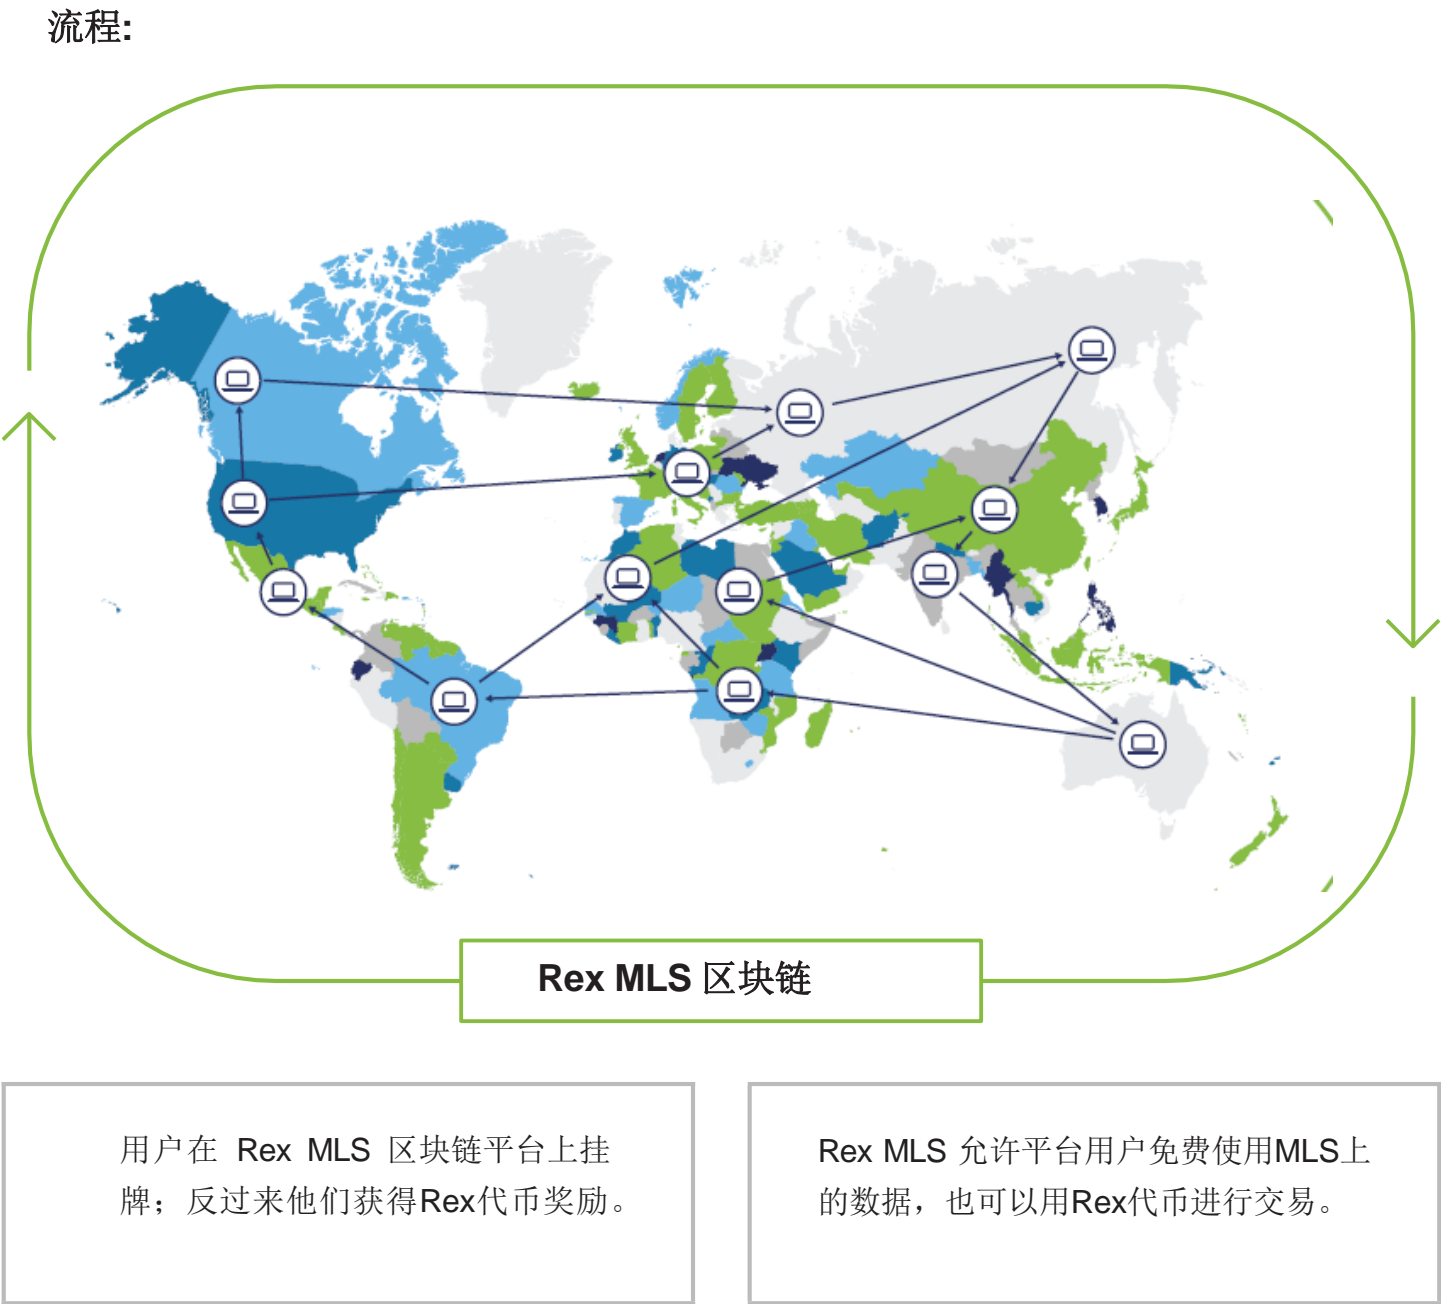 流程:
Rex MLS 区块链
用户在 Rex MLS 区块链平台上挂
牌；反过来他们获得Rex代币奖励。
Rex MLS 允许平台用户免费使用MLS上
的数据，也可以用Rex代币进行交易。